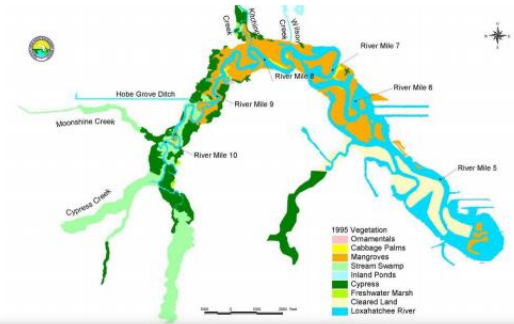 Kitching
Creek
Wilson
Creek
River Mile 7
River Mile 8
River Mile 6
Hobe Grove Ditch
River Mile 9
Moonshine Creek
River Mile 10
River Mile 5
Cypress Creek
1995 Vegetation
Ornamentals
Cabbage Palms
Mangroves
Stream Swamp
Inland Ponds
Cypress
Freshwater Marsh
Cleared Land
Loxahatchee River